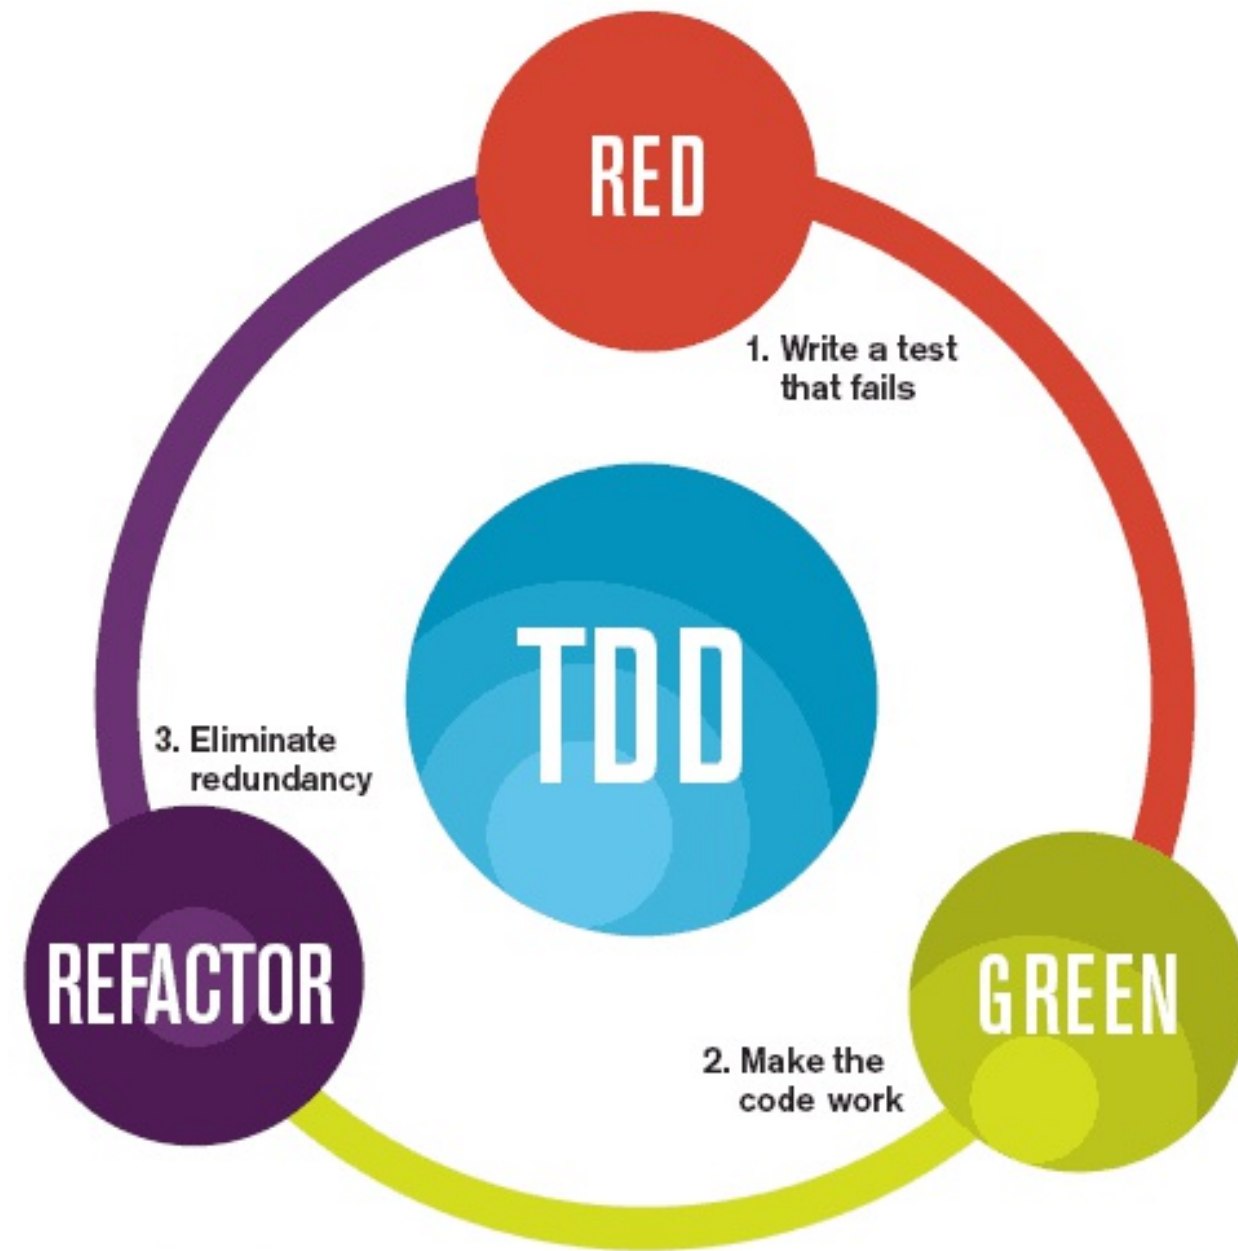 RED
1. Write a test
that fails
TDD
3. Eliminate
redundancy
REFACTOR
GREEN
2. Make the
code work